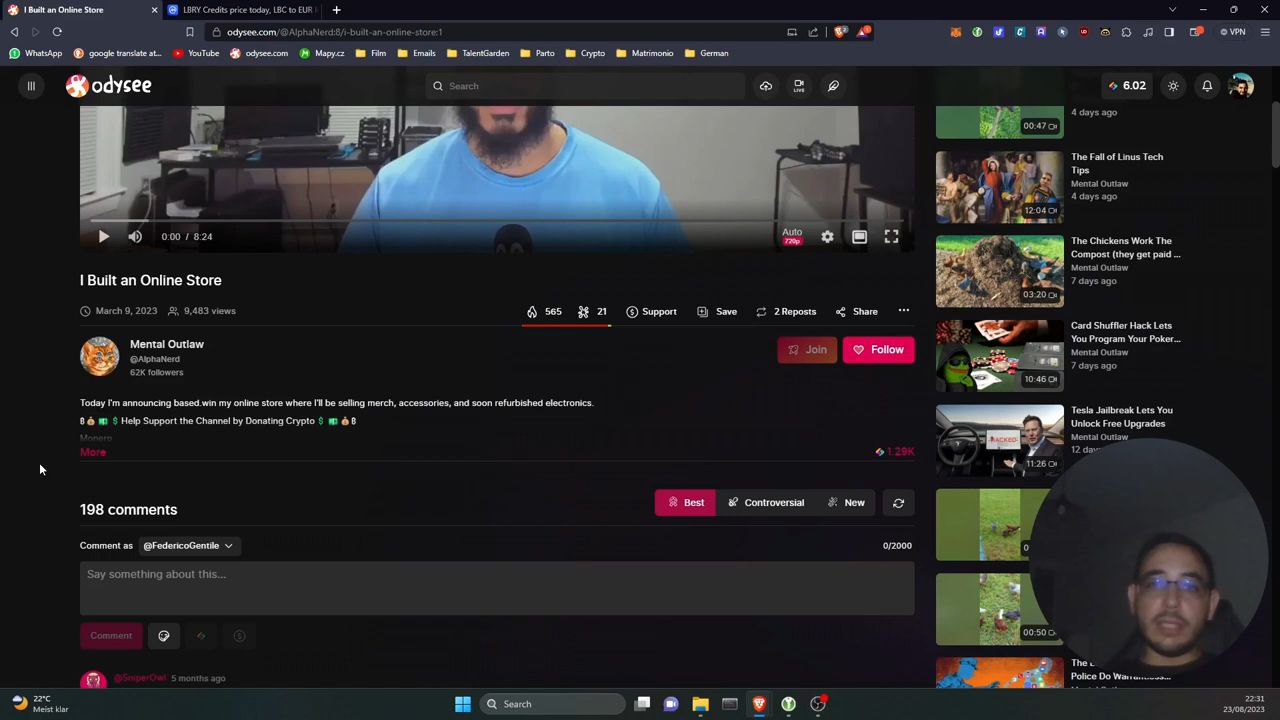 I Built an Online Store
LBRY Credits price today, LBC to EUR l
odysee.com/@AlphaNerd:8/i-built-an-online-store:1
VPN
WhatsApp
google translate at...
YouTube
odysee.com
Mapy.cz
Film
Emails
TalentGarden
Parto
Crypto
Matrimonio
German
odysee
Search
LIVE
6.02
00:47
4 days ago
The Fall of Linus Tech
Tips
Mental Outlaw
4 days ago
12:04
0:00 / 8:24
Auto
720p
The Chickens Work The
Compost (they get paid ...
Mental Outlaw
7 days ago
03:20
I Built an Online Store
March 9, 2023
9,483 views
565
21
Support
Save
2 Reposts
Share
Card Shuffler Hack Lets
You Program Your Poker...
Mental Outlaw
7 days ago
10:46
Mental Outlaw
@AlphaNerd
62K followers
Join
Follow
Today I'm announcing based.win my online store where I'll be selling merch, accessories, and soon refurbished electronics.
₿💰💵💲Help Support the Channel by Donating Crypto💲💵💰₿
Monero
More
1.29K
Tesla Jailbreak Lets You
Unlock Free Upgrades
Mental Outlaw
12 days
HACKED
11:26
198 comments
Best
Controversial
New
Comment as
@FedericoGentile
0/2000
Say something about this...
Comment
00:50
@SniperOwl
5 months ago
Police Do Warrantless...
22°C
Meist klar
Search
22:31
23/08/2023